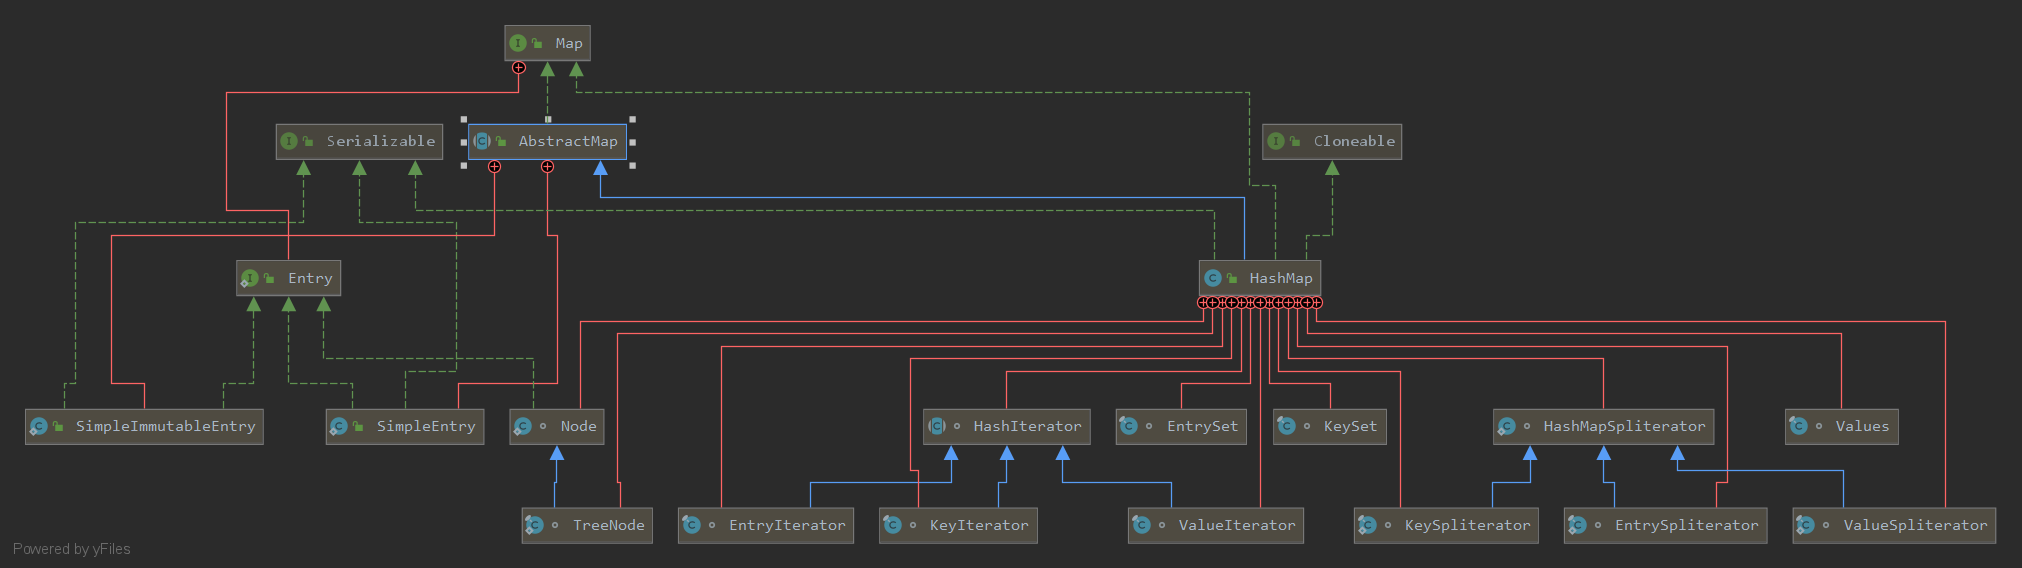 Map
Serializable
AbstractMap
Cloneable
Entry
HashMap
SimpleImmutableEntry
SimpleEntry
Node
HashIterator
EntrySet
KeySet
HashMapSpliterator
Values
TreeNode
EntryIterator
KeyIterator
ValueIterator
KeySpliterator
EntrySpliterator
ValueSpliterator
Powered by yFiles